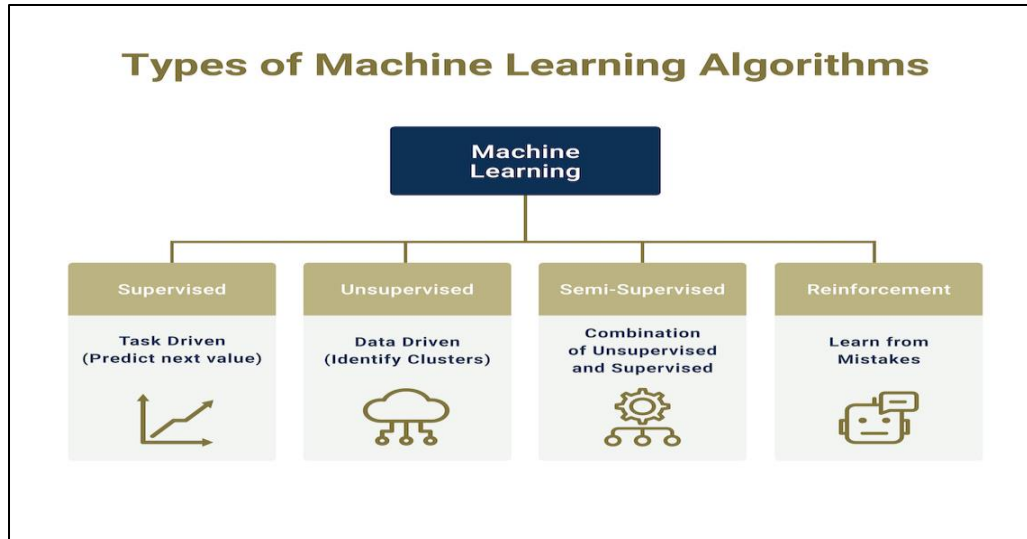 Types of Machine Learning Algorithms
Machine
Learning
Supervised
Task Driven
(Predict next value)
Unsupervised
Data Driven
(Identify Clusters)
Semi-Supervised
Combination
of Unsupervised
and Supervised
Reinforcement
Learn from
Mistakes